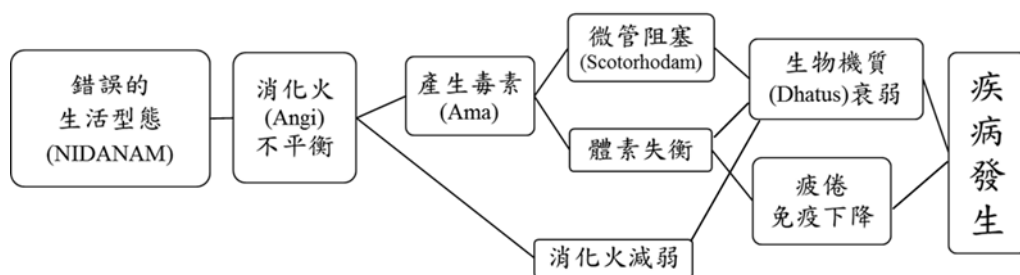 錯誤的
生活型態
(NIDANAM)
消化火
(Angi)
不平衡
產生毒素
(Ama)
微管阻塞
(Scotorhodam)
體素失衡
消化火減弱
生物機質
(Dhatus)衰弱
疲倦
免疫下降
疾
病
發
生